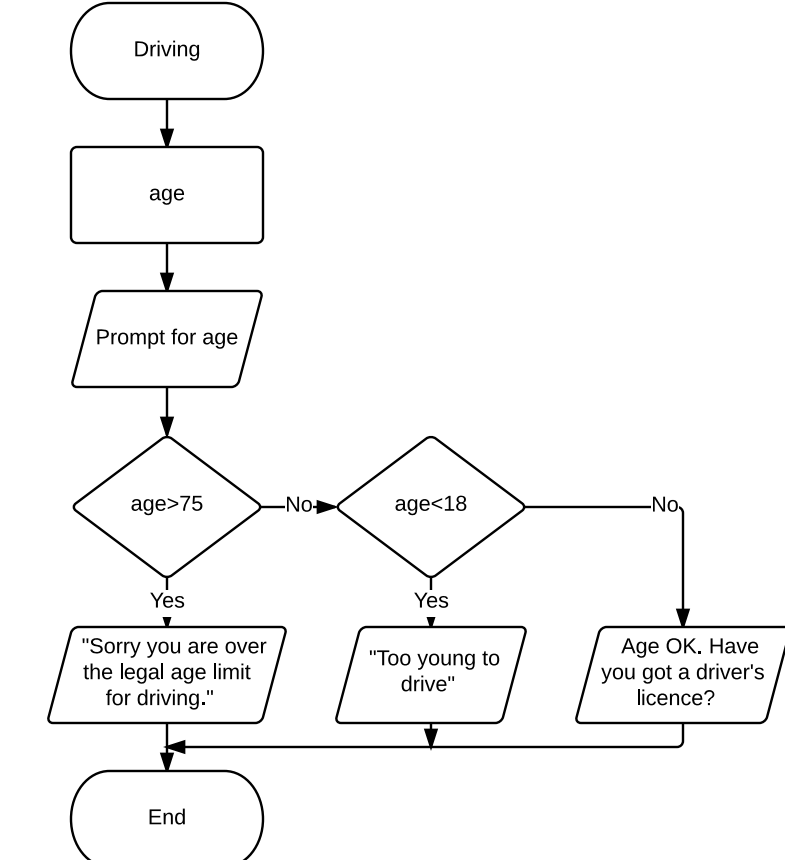 Driving
age
Prompt for age
age>75
No
age<18
No
Yes
Yes
"Sorry you are over
the legal age limit
for driving."
"Too young to
drive"
Age OK. Have
you got a driver's
licence?
End